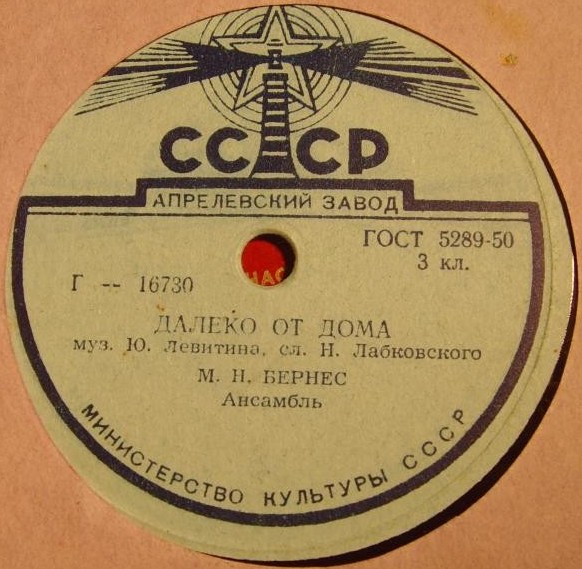 СССР
АПРЕЛЕВСКИЙ ЗАВОД
ГОСТ 5289-50
3 кл.
Г -- 16730
НАС
ДАЛЕКО ОТ ДОМА
муз. Ю. Левитина, сл. Н. Лабковского
М. Н. БЕРНЕС
Ансамбль
МИНИСТЕРСТВО КУЛЬТУРЫ СССР